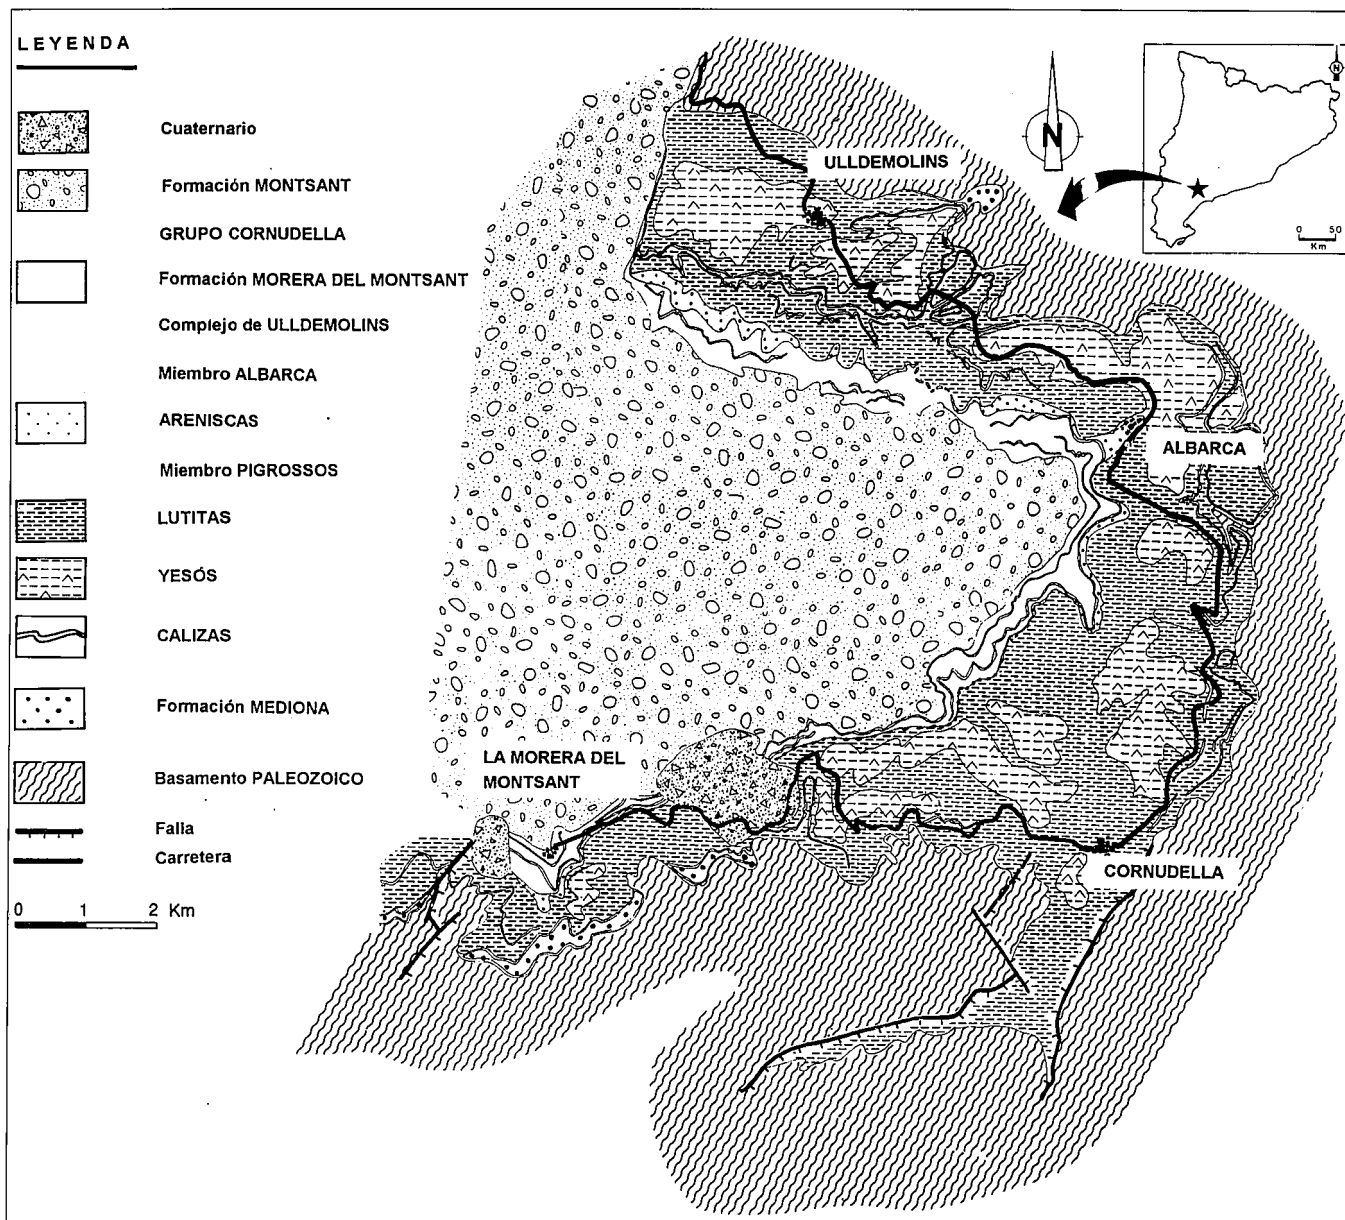 LEYENDA
Cuaternario
Formación MONTSANT
GRUPO CORNUDELLA
Formación MORERA DEL MONTSANT
Complejo de ULLDEMOLINS
Miembro ALBARCA
ARENISCAS
Miembro PIGROSSOS
LUTITAS
YESÓS
CALIZAS
Formación MEDIONA
Basamento PALEOZOICO
Falla
Carretera
0 1 2 Km
ULLDEMOLINS
N
N
0 50
Km
ALBARCA
LA MORERA DEL
MONTSANT
CORNUDELLA